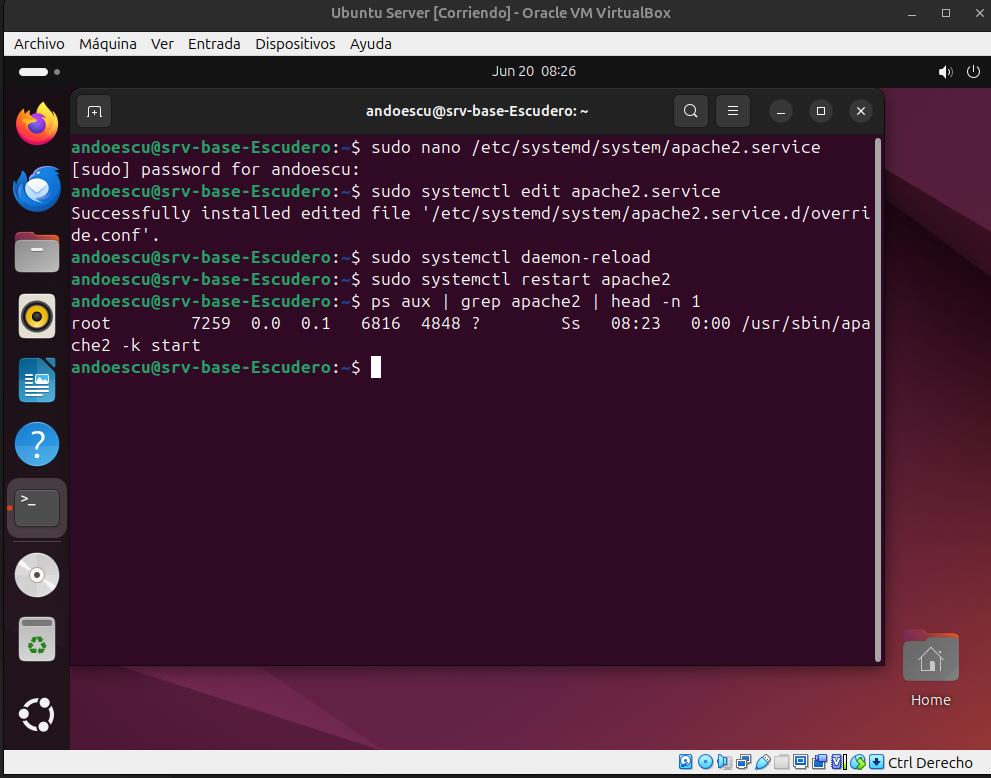 Ubuntu Server [Corriendo] - Oracle VM VirtualBox
Archivo Máquina Ver Entrada Dispositivos Ayuda
Jun 20 08:26
andoescu@srv-base-Escudero: ~
andoescu@srv-base-Escudero:~$ sudo nano /etc/systemd/system/apache2.service
[sudo] password for andoescu:
andoescu@srv-base-Escudero:~$ sudo systemctl edit apache2.service
Successfully installed edited file '/etc/systemd/system/apache2.service.d/overri
de.conf'.
andoescu@srv-base-Escudero:~$ sudo systemctl daemon-reload
andoescu@srv-base-Escudero:~$ sudo systemctl restart apache2
andoescu@srv-base-Escudero:~$ ps aux | grep apache2 | head -n 1
root        7259  0.0  0.1   6816  4848 ?        Ss   08:23   0:00 /usr/sbin/apa
che2 -k start
andoescu@srv-base-Escudero:~$
Home
Ctrl Derecho